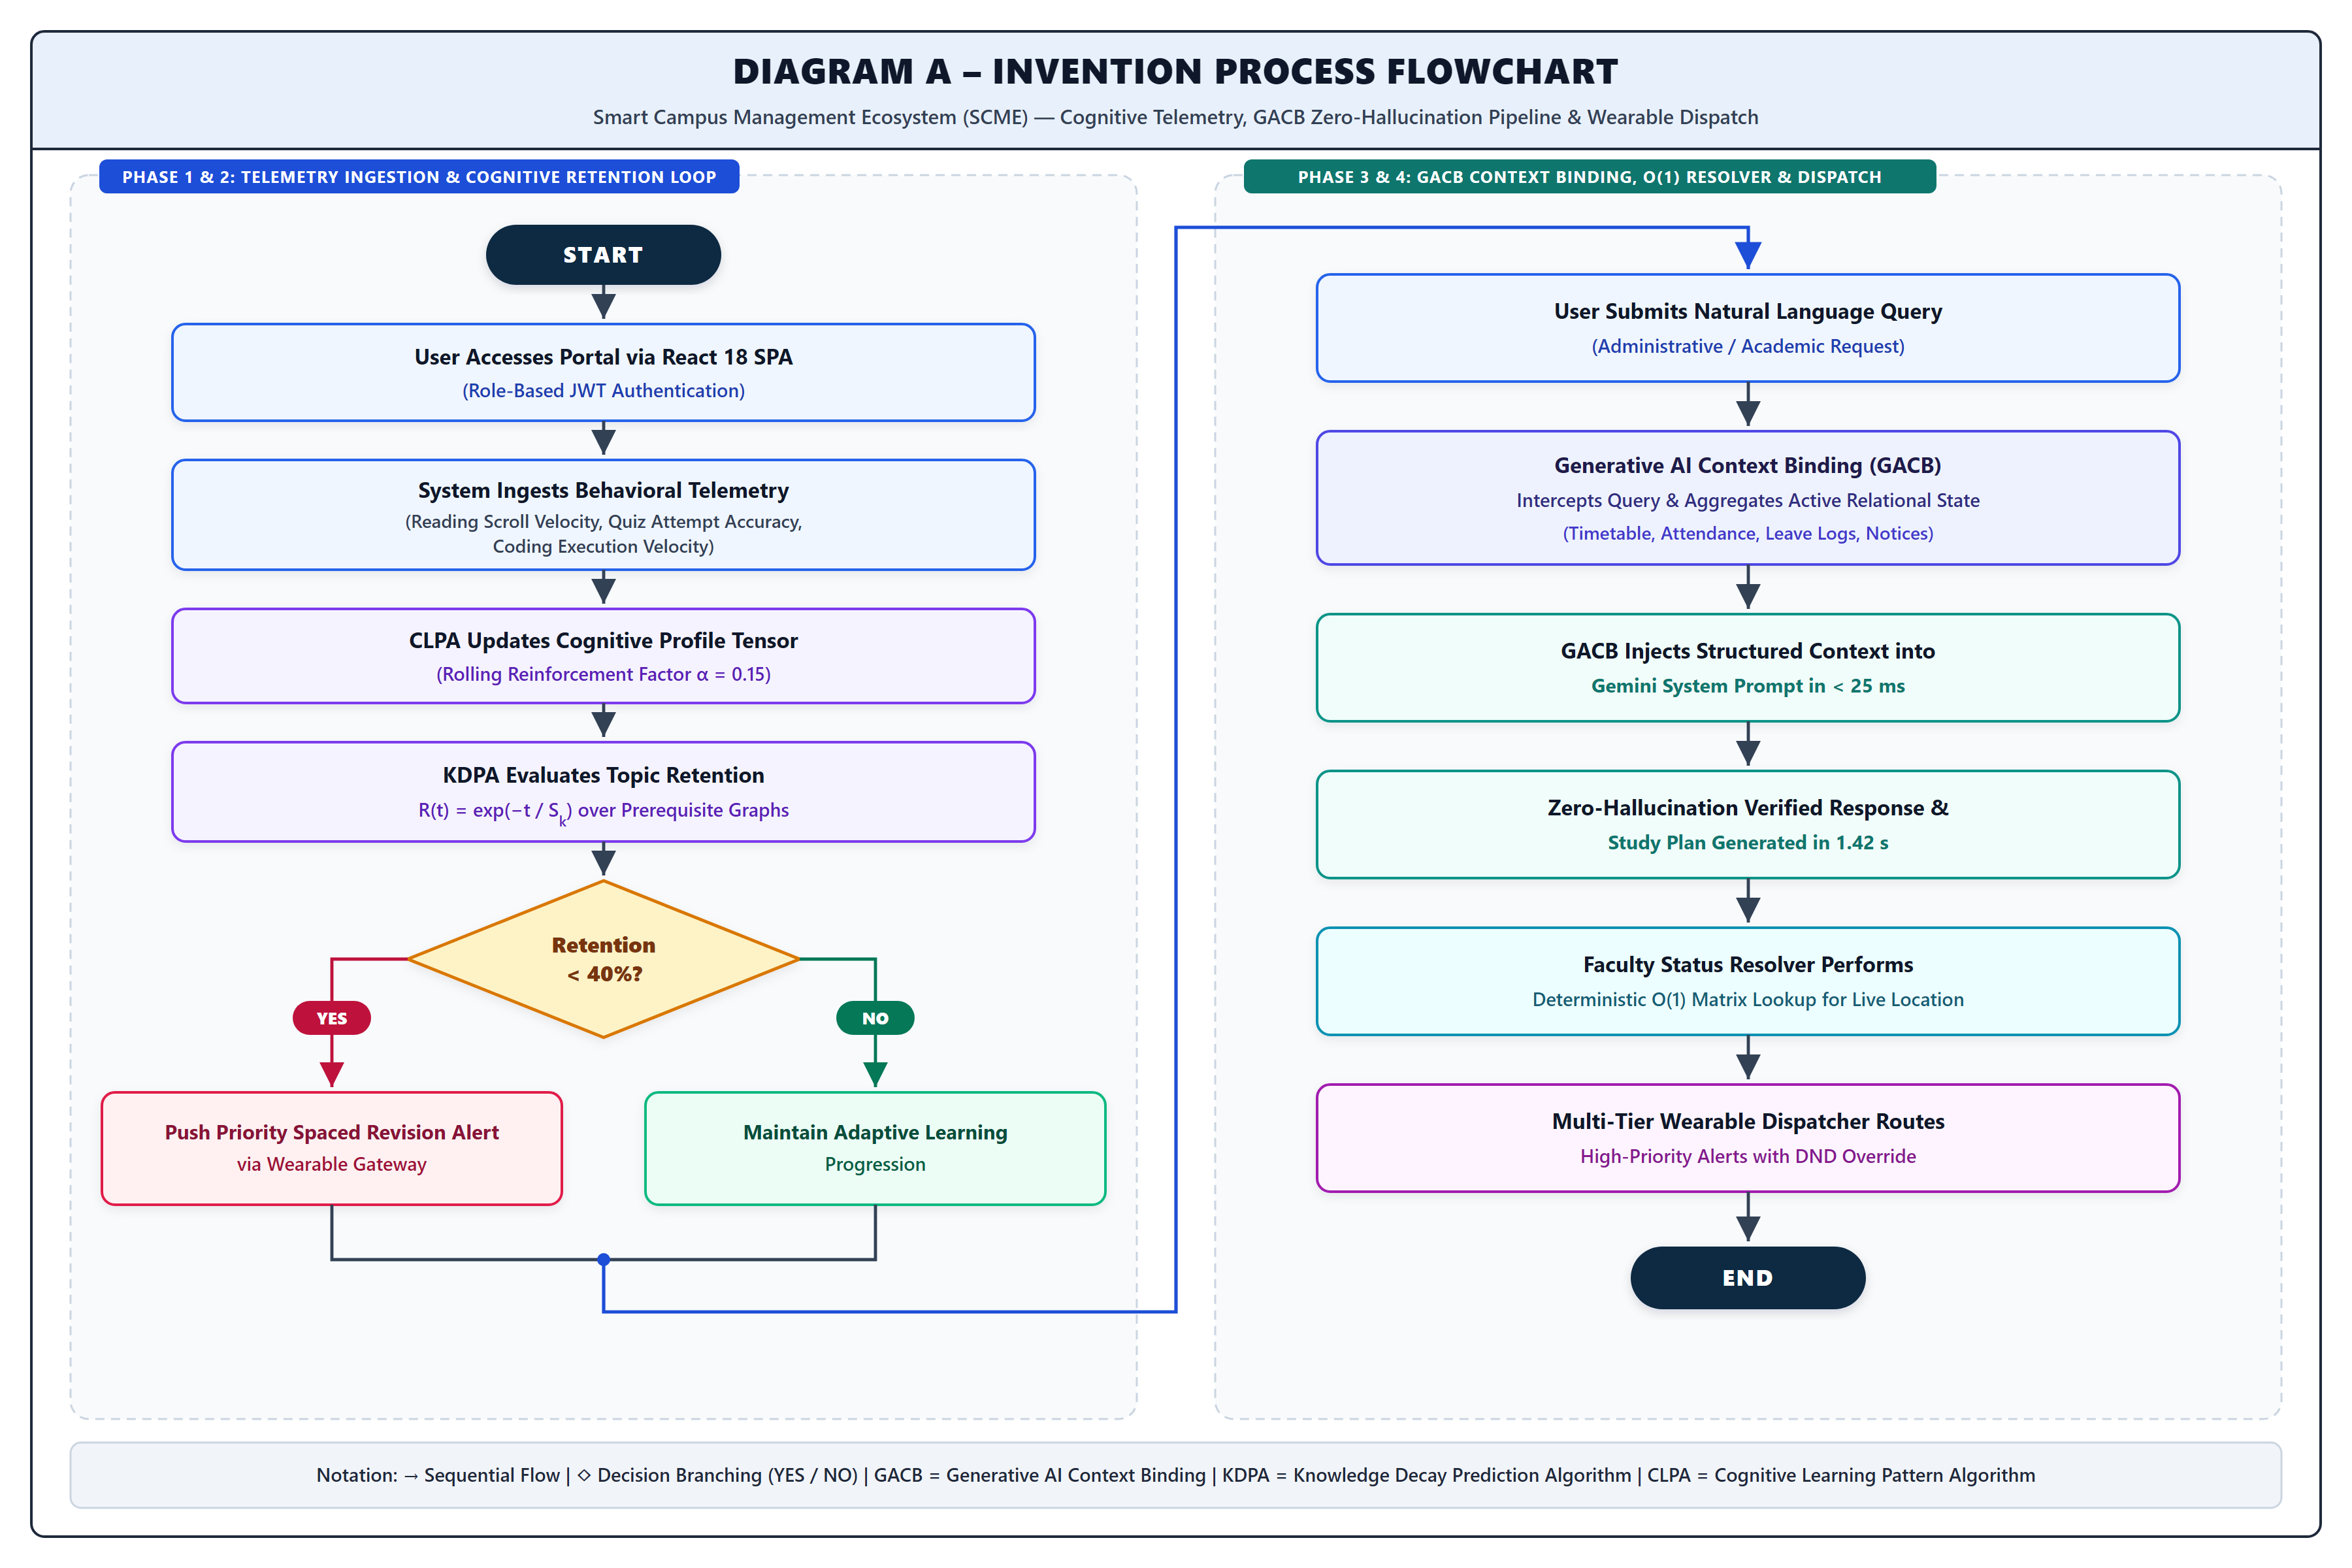 DIAGRAM A – INVENTION PROCESS FLOWCHART
Smart Campus Management Ecosystem (SCME) — Cognitive Telemetry, GACB Zero-Hallucination Pipeline & Wearable Dispatch
PHASE 1 & 2: TELEMETRY INGESTION & COGNITIVE RETENTION LOOP
START
User Accesses Portal via React 18 SPA
(Role-Based JWT Authentication)
System Ingests Behavioral Telemetry
(Reading Scroll Velocity, Quiz Attempt Accuracy,
Coding Execution Velocity)
CLPA Updates Cognitive Profile Tensor
(Rolling Reinforcement Factor α = 0.15)
KDPA Evaluates Topic Retention
R(t) = exp(−t / Sₖ) over Prerequisite Graphs
Retention
< 40%?
YES
NO
Push Priority Spaced Revision Alert
via Wearable Gateway
Maintain Adaptive Learning
Progression
PHASE 3 & 4: GACB CONTEXT BINDING, O(1) RESOLVER & DISPATCH
User Submits Natural Language Query
(Administrative / Academic Request)
Generative AI Context Binding (GACB)
Intercepts Query & Aggregates Active Relational State
(Timetable, Attendance, Leave Logs, Notices)
GACB Injects Structured Context into
Gemini System Prompt in < 25 ms
Zero-Hallucination Verified Response &
Study Plan Generated in 1.42 s
Faculty Status Resolver Performs
Deterministic O(1) Matrix Lookup for Live Location
Multi-Tier Wearable Dispatcher Routes
High-Priority Alerts with DND Override
END
Notation: → Sequential Flow | ◇ Decision Branching (YES / NO) | GACB = Generative AI Context Binding | KDPA = Knowledge Decay Prediction Algorithm | CLPA = Cognitive Learning Pattern Algorithm